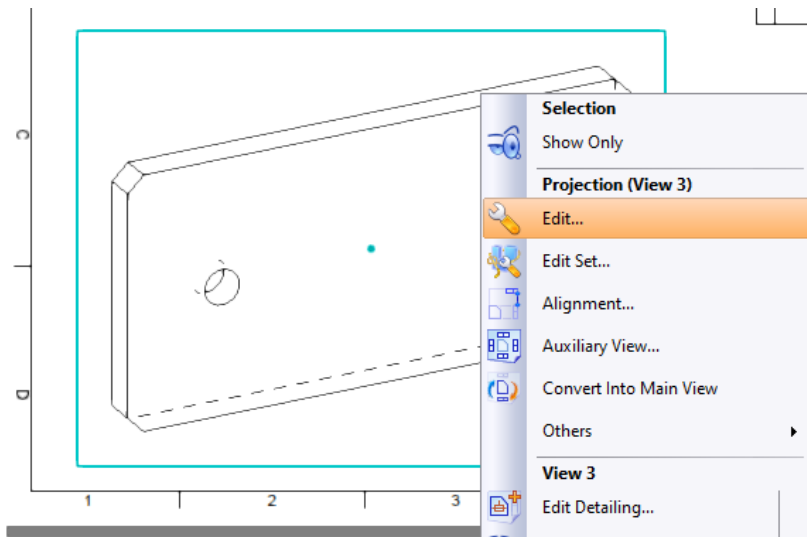 C
D
1
2
3
Selection
Show Only
Projection (View 3)
Edit...
Edit Set...
Alignment...
Auxiliary View...
Convert Into Main View
Others
View 3
Edit Detailing...